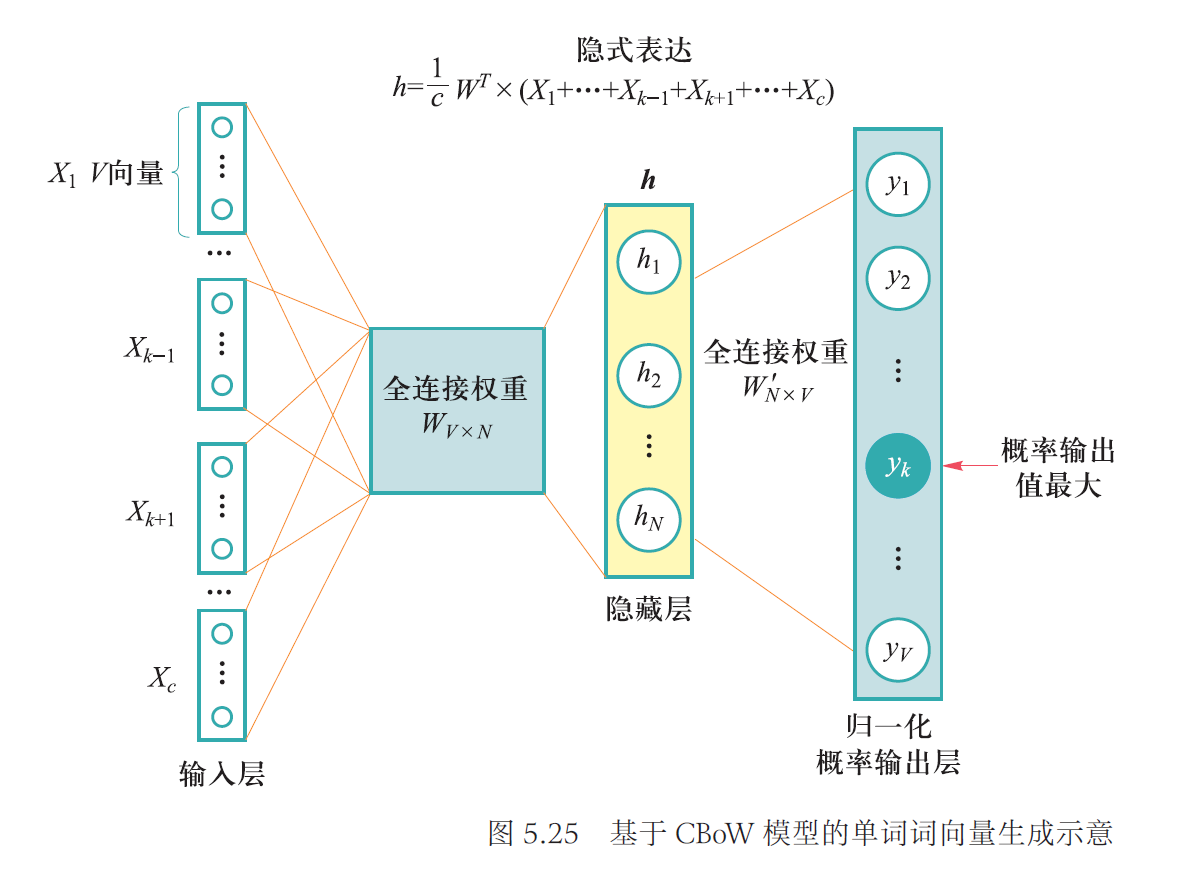 隐式表达
h=1/c W^T×(X_1+⋯+X_{k−1}+X_{k+1}+⋯+X_c)
X_1 V向量
⋮
…
X_{k−1}
⋮
X_{k+1}
⋮
…
X_c
⋮
输入层
全连接权重
W_{V×N}
h
h_1
h_2
⋮
h_N
隐藏层
全连接权重
W′_{N×V}
y_1
y_2
⋮
y_k
⋮
y_V
概率输出
值最大
归一化
概率输出层
图 5.25 基于 CBoW 模型的单词词向量生成示意